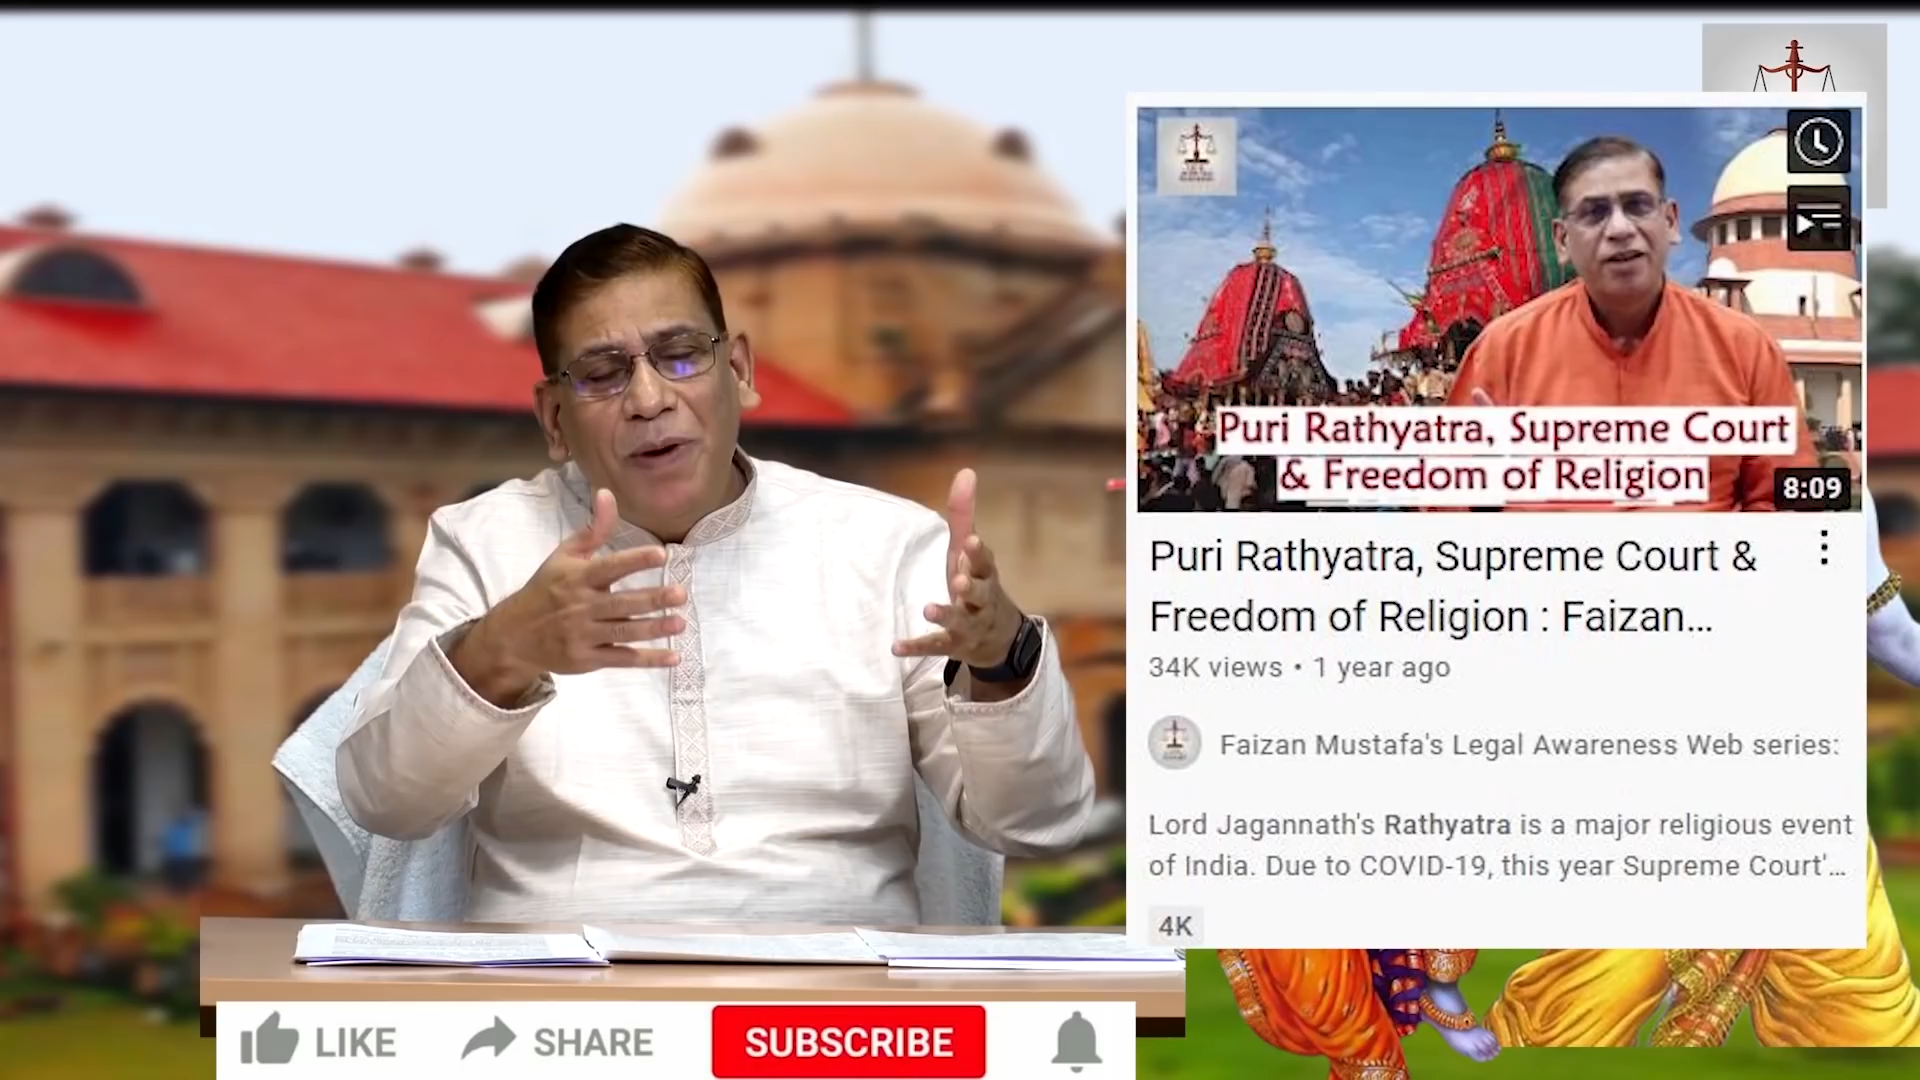 Puri Rathyatra, Supreme Court
& Freedom of Religion
8:09
Puri Rathyatra, Supreme Court &
Freedom of Religion : Faizan...
34K views • 1 year ago
Faizan Mustafa's Legal Awareness Web series:
Lord Jagannath's Rathyatra is a major religious event
of India. Due to COVID-19, this year Supreme Court'...
4K
LIKE SHARE SUBSCRIBE